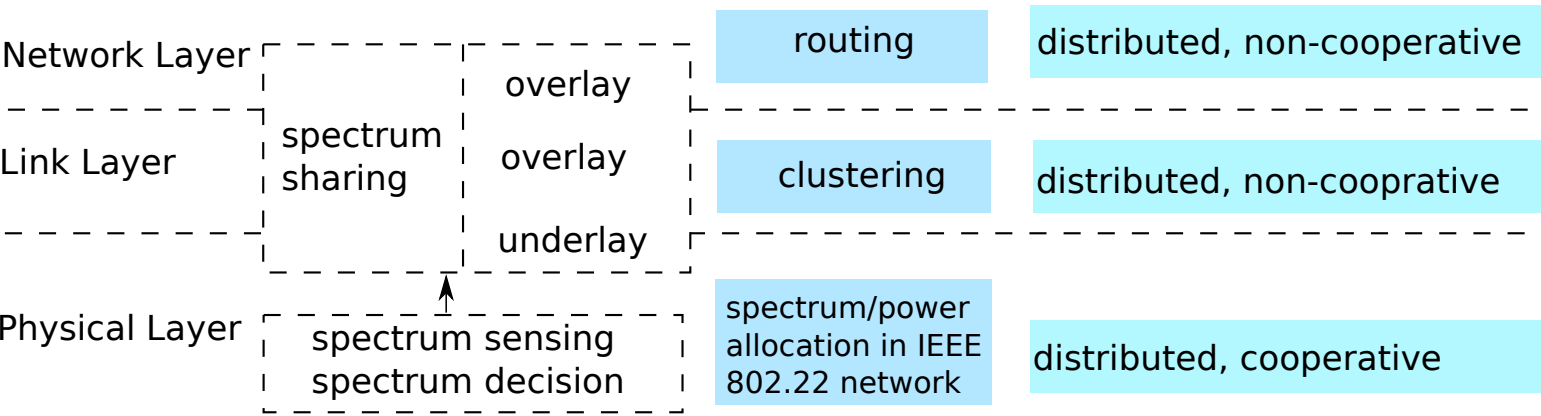 Network Layer
overlay
routing
distributed, non-cooperative
spectrum
sharing
Link Layer
overlay
clustering
distributed, non-cooprative
underlay
Physical Layer
spectrum sensing
spectrum decision
spectrum/power
allocation in IEEE
802.22 network
distributed, cooperative